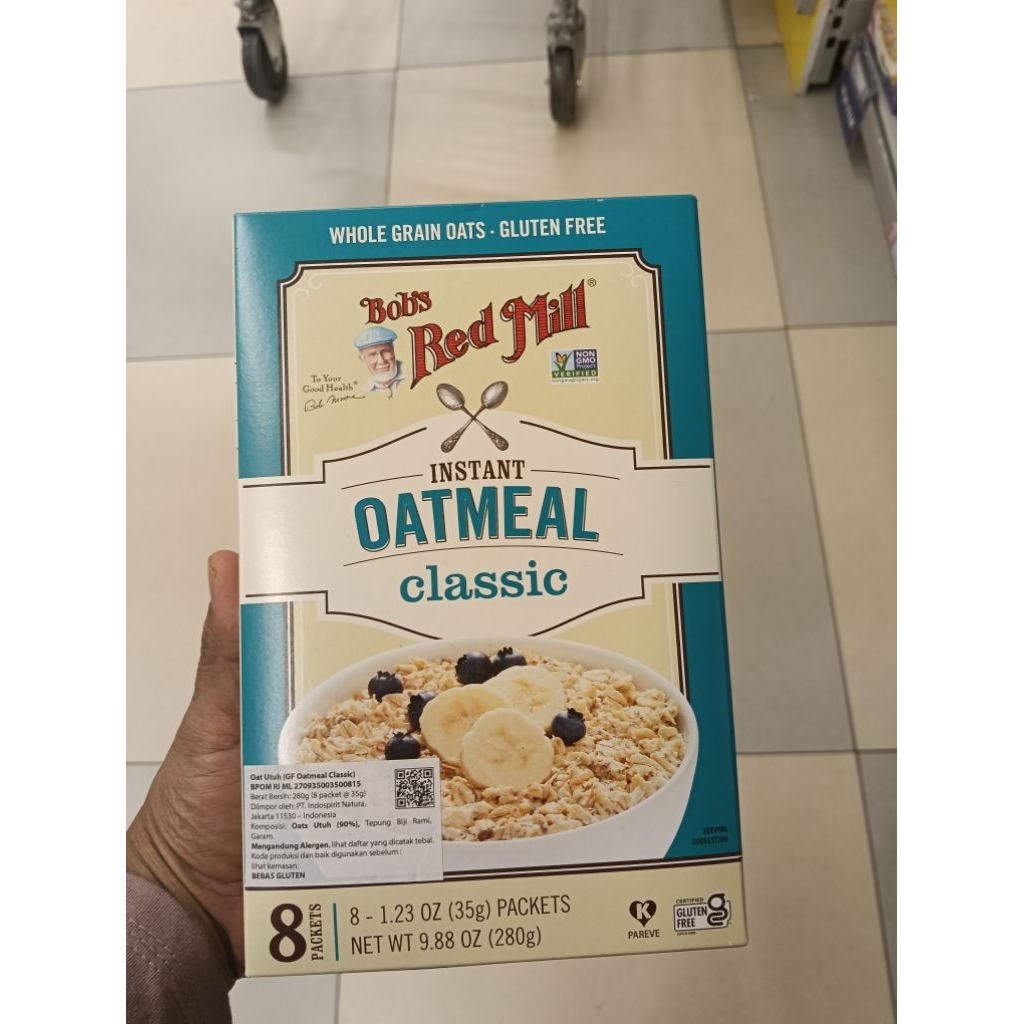 WHOLE GRAIN OATS · GLUTEN FREE
Bob's
Red Mill®
To Your
Good Health®
Bob Moore
NON
GMO
Project
VERIFIED
nongmoproject.org
INSTANT
OATMEAL
classic
Oat Utuh (GF Oatmeal Classic)
BPOM RI ML 270935003500815
Berat Bersih: 280g (8 packet @ 35g)
Diimpor oleh: PT. Indospirit Natura,
Jakarta 11530 – Indonesia
Komposisi: Oats Utuh (90%), Tepung Biji Rami,
Garam.
Mengandung Alergen, lihat daftar yang dicetak tebal.
Kode produksi dan baik digunakan sebelum :
lihat kemasan.
BEBAS GLUTEN
SERVING
SUGGESTION
8 PACKETS
8 – 1.23 OZ (35g) PACKETS
NET WT 9.88 OZ (280g)
K
PAREVE
CERTIFIED
GLUTEN
FREE